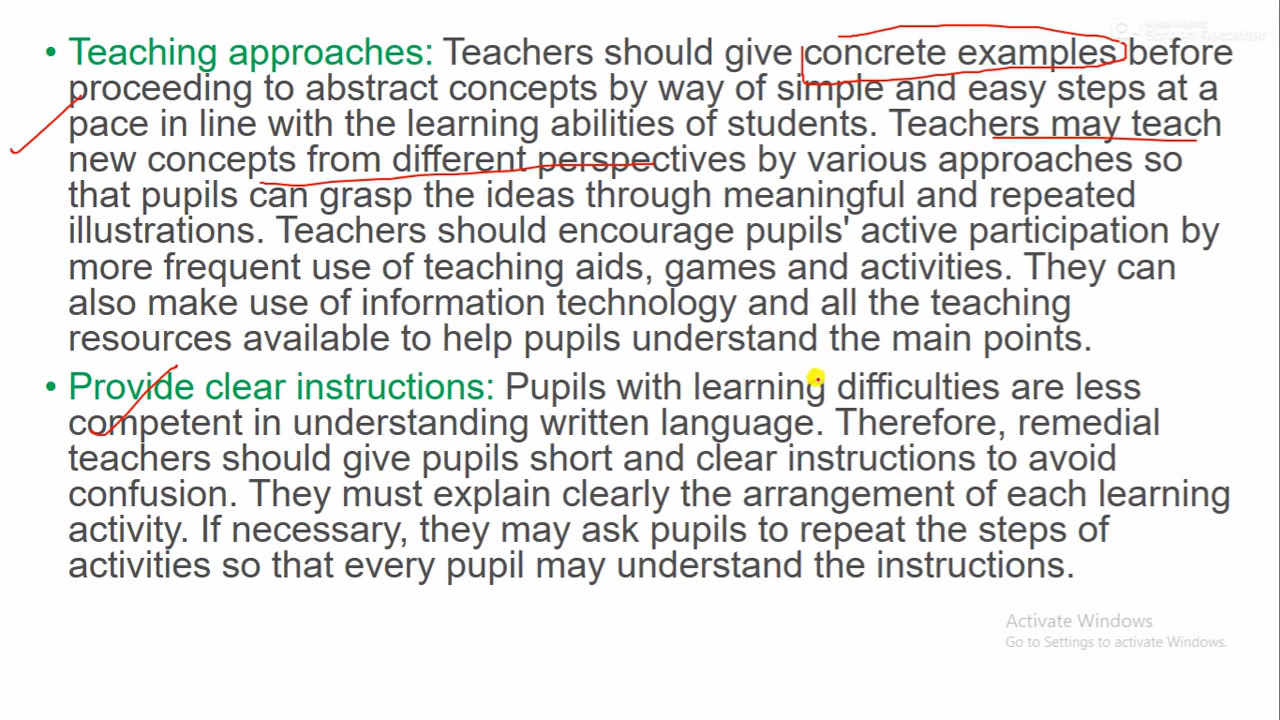 • Teaching approaches: Teachers should give concrete examples before
proceeding to abstract concepts by way of simple and easy steps at a
pace in line with the learning abilities of students. Teachers may teach
new concepts from different perspectives by various approaches so
that pupils can grasp the ideas through meaningful and repeated
illustrations. Teachers should encourage pupils' active participation by
more frequent use of teaching aids, games and activities. They can
also make use of information technology and all the teaching
resources available to help pupils understand the main points.
• Provide clear instructions: Pupils with learning difficulties are less
competent in understanding written language. Therefore, remedial
teachers should give pupils short and clear instructions to avoid
confusion. They must explain clearly the arrangement of each learning
activity. If necessary, they may ask pupils to repeat the steps of
activities so that every pupil may understand the instructions.
Activate Windows
Go to Settings to activate Windows.